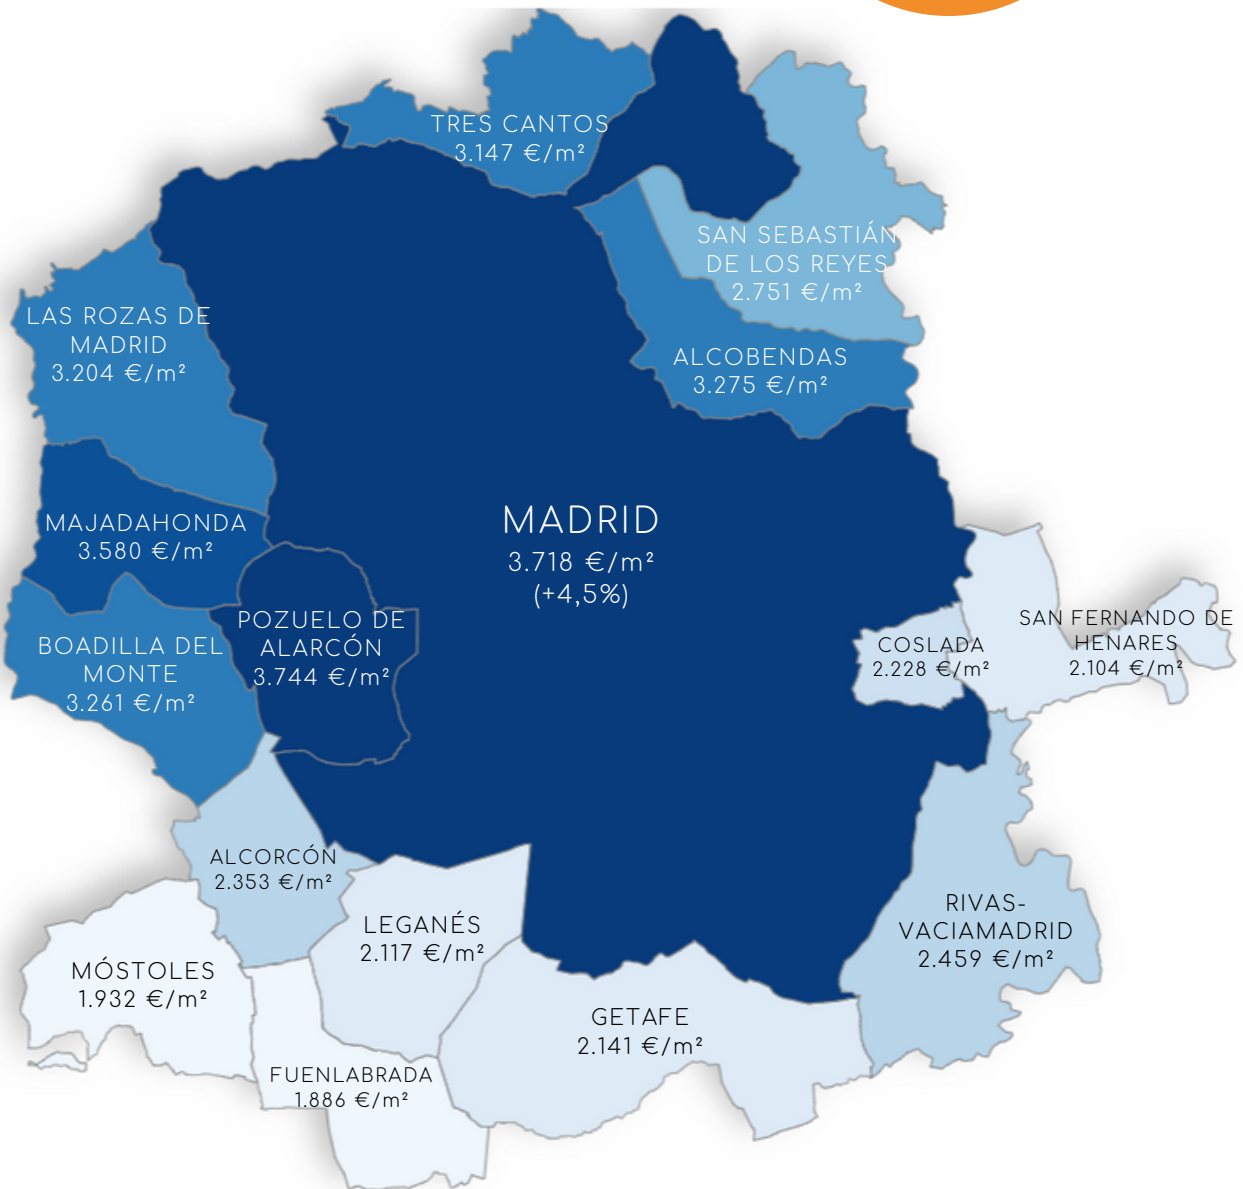 TRES CANTOS
3.147 €/m²
SAN SEBASTIÁN
DE LOS REYES
2.751 €/m²
LAS ROZAS DE
MADRID
3.204 €/m²
ALCOBENDAS
3.275 €/m²
MAJADAHONDA
3.580 €/m²
MADRID
3.718 €/m²
(+4,5%)
POZUELO DE
ALARCÓN
3.744 €/m²
BOADILLA DEL
MONTE
3.261 €/m²
COSLADA
2.228 €/m²
SAN FERNANDO DE
HENARES
2.104 €/m²
ALCORCÓN
2.353 €/m²
LEGANÉS
2.117 €/m²
RIVAS-
VACIAMADRID
2.459 €/m²
MÓSTOLES
1.932 €/m²
GETAFE
2.141 €/m²
FUENLABRADA
1.886 €/m²